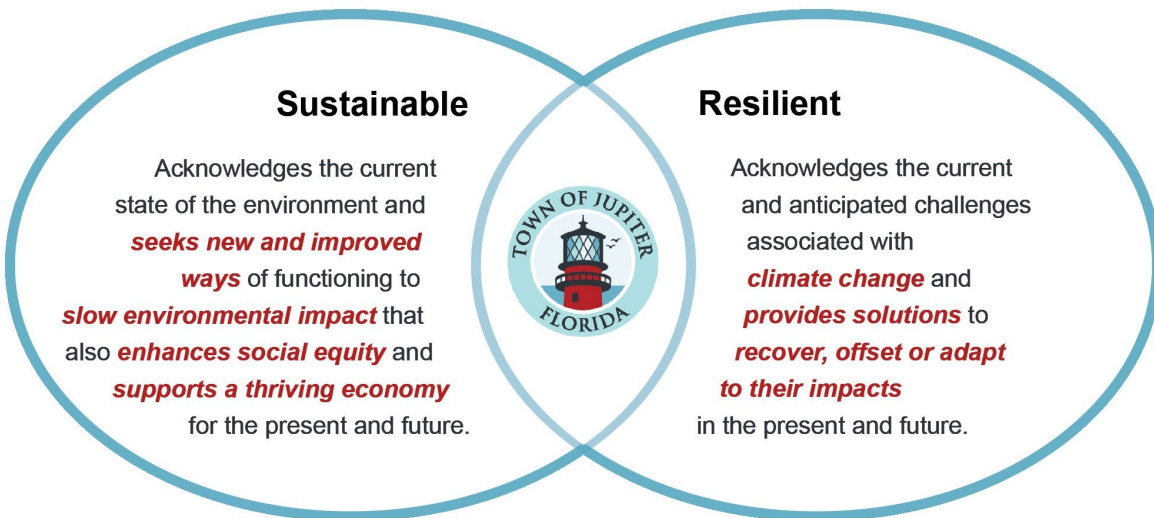 Sustainable
Acknowledges the current
state of the environment and
seeks new and improved
ways of functioning to
slow environmental impact that
also enhances social equity and
supports a thriving economy
for the present and future.
TOWN OF JUPITER
FLORIDA
Resilient
Acknowledges the current
and anticipated challenges
associated with
climate change and
provides solutions to
recover, offset or adapt
to their impacts
in the present and future.